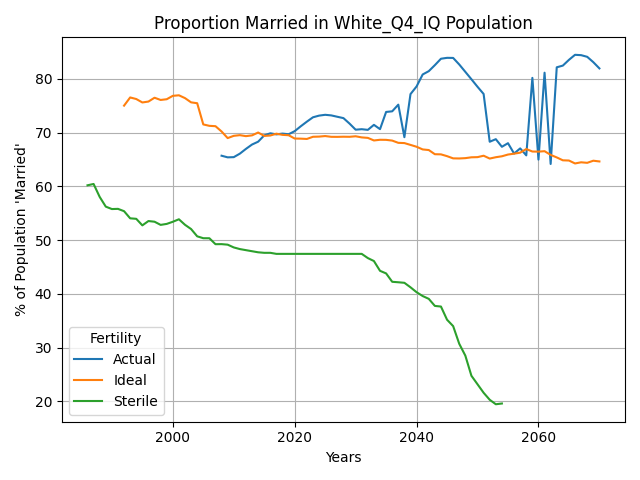 Proportion Married in White_Q4_IQ Population
% of Population 'Married'
80
70
60
50
40
30
20
Fertility
Actual
Ideal
Sterile
2000
2020
2040
2060
Years